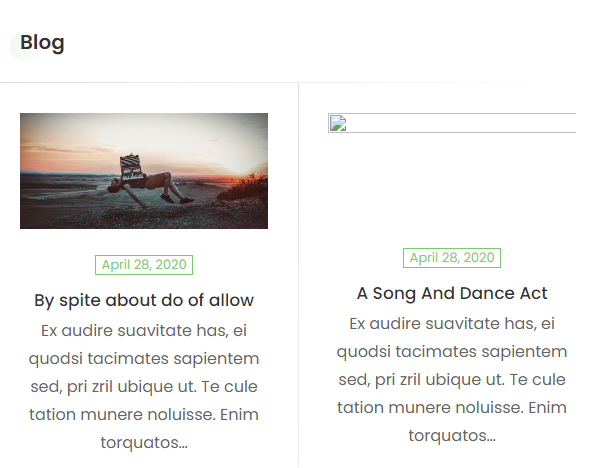 Blog
April 28, 2020
By spite about do of allow
Ex audire suavitate has, ei
quodsi tacimates sapientem
sed, pri zril ubique ut. Te cule
tation munere noluisse. Enim
torquatos...
April 28, 2020
A Song And Dance Act
Ex audire suavitate has, ei
quodsi tacimates sapientem
sed, pri zril ubique ut. Te cule
tation munere noluisse. Enim
torquatos...